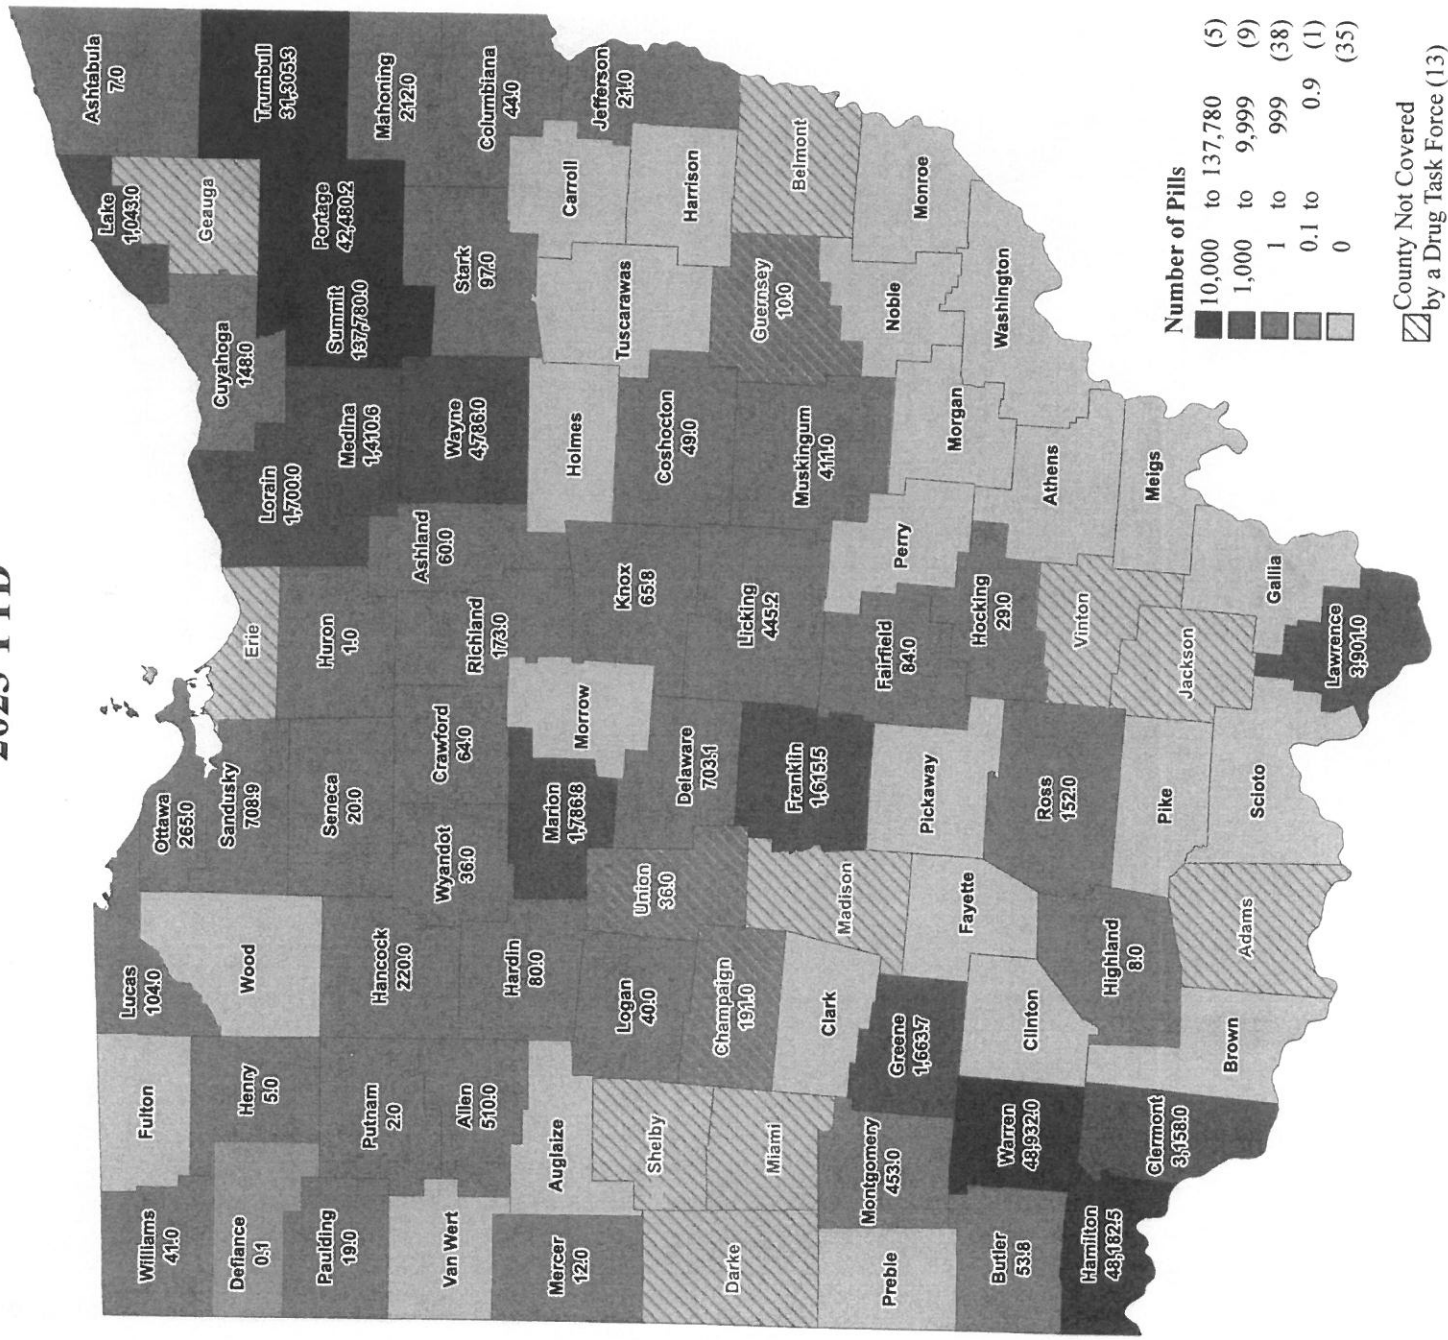 Williams
41.0
Fulton
Lucas
104.0
Ottawa
265.0
Lake
1,043.0
Ashtabula
7.0
Defiance
0.1
Henry
5.0
Wood
Sandusky
708.9
Erie
Lorain
1,700.0
Cuyahoga
148.0
Geauga
Trumbull
31,305.3
Paulding
19.0
Putnam
2.0
Hancock
220.0
Seneca
20.0
Huron
1.0
Medina
1,410.6
Summit
137,780.0
Portage
42,480.2
Mahoning
212.0
Van Wert
Allen
510.0
Hardin
80.0
Wyandot
36.0
Crawford
64.0
Richland
173.0
Ashland
60.0
Wayne
4,786.0
Stark
97.0
Columbiana
44.0
Mercer
12.0
Auglaize
Logan
40.0
Marion
1,786.8
Morrow
Knox
65.8
Holmes
Tuscarawas
Carroll
Jefferson
21.0
Darke
Shelby
Champaign
191.0
Union
36.0
Delaware
703.1
Licking
445.2
Coshocton
49.0
Guernsey
10.0
Harrison
Belmont
Miami
Clark
Madison
Franklin
1,615.5
Fairfield
84.0
Perry
Muskingum
411.0
Noble
Monroe
Preble
Montgomery
453.0
Greene
1,663.7
Fayette
Pickaway
Hocking
29.0
Morgan
Washington
Butler
53.8
Warren
48,932.0
Clinton
Ross
152.0
Vinton
Athens
Hamilton
48,182.5
Clermont
3,158.0
Highland
8.0
Pike
Jackson
Meigs
Brown
Adams
Scioto
Lawrence
3,901.0
Gallia
Number of Pills
10,000 to 137,780 (5)
1,000 to 9,999 (9)
1 to 999 (38)
0.1 to 0.9 (1)
0 (35)
County Not Covered
by a Drug Task Force (13)